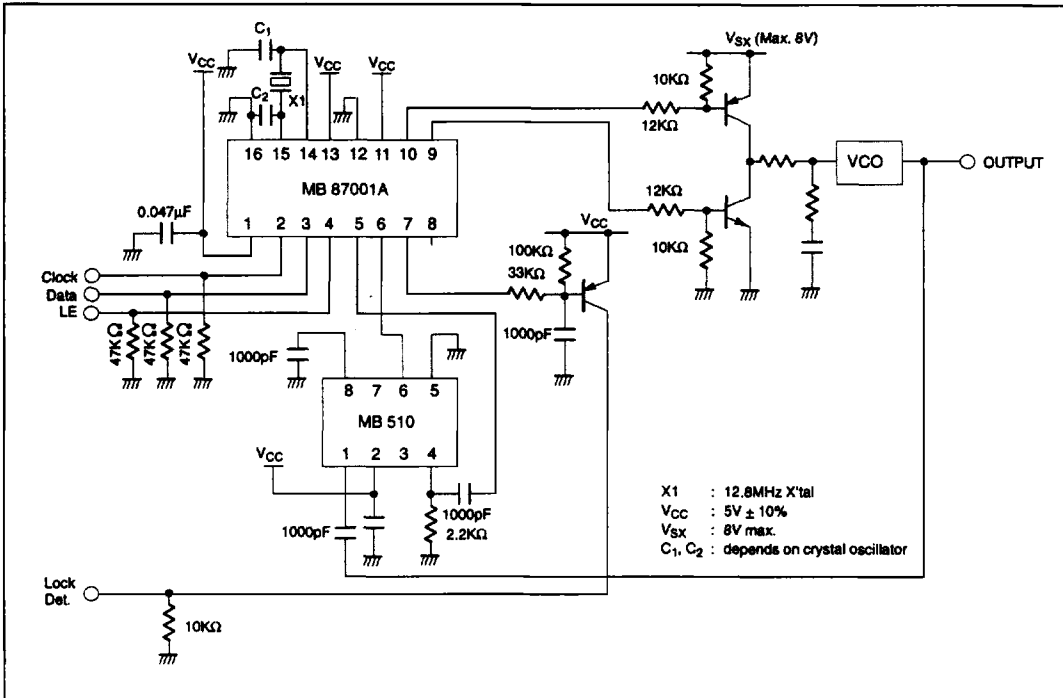 C1
VCC
VCC
VCC
VSX (Max. 8V)
C2
X1
10KΩ
12KΩ
16 15 14 13 12 11 10 9
MB 87001A
1 2 3 4 5 6 7 8
VCO
OUTPUT
0.047μF
12KΩ
10KΩ
VCC
100KΩ
33KΩ
1000pF
Clock
Data
LE
47KΩ
47KΩ
47KΩ
1000pF
8 7 6 5
MB 510
1 2 3 4
VCC
1000pF
1000pF
2.2KΩ
X1 : 12.8MHz X'tal
VCC : 5V ± 10%
VSX : 8V max.
C1, C2 : depends on crystal oscillator
Lock
Det.
10KΩ